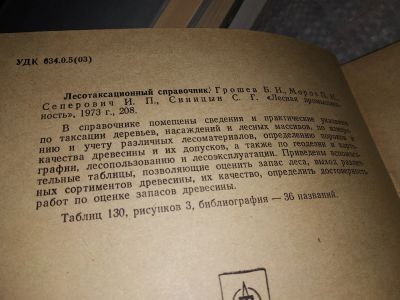 УДК 634.0.5(03)
Лесотаксационный справочник. Грошев Б. И., Мороз П. И.,
Сеперович И. П., Синицын С. Г. «Лесная промышлен-
ность», 1973 г., 208.
В справочнике помещены сведения и практические указания
по таксации деревьев, насаждений и лесных массивов, по измере-
нию и учету различных лесоматериалов, определению пороков и
качества древесины и их допусков, а также по геодезии и карто-
графии, лесопользованию и лесоэксплуатации. Приведены вспомога-
тельные таблицы, позволяющие оценить запас леса, выход различ-
ных сортиментов древесины, их качество, определить достоверность
работ по оценке запасов древесины.
Таблиц 130, рисунков 3, библиография — 36 названий.